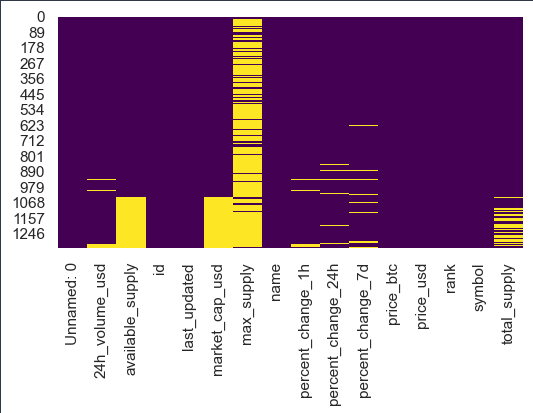 0
89
178
267
356
445
534
623
712
801
890
979
1068
1157
1246
Unnamed: 0
24h_volume_usd
available_supply
id
last_updated
market_cap_usd
max_supply
name
percent_change_1h
percent_change_24h
percent_change_7d
price_btc
price_usd
rank
symbol
total_supply